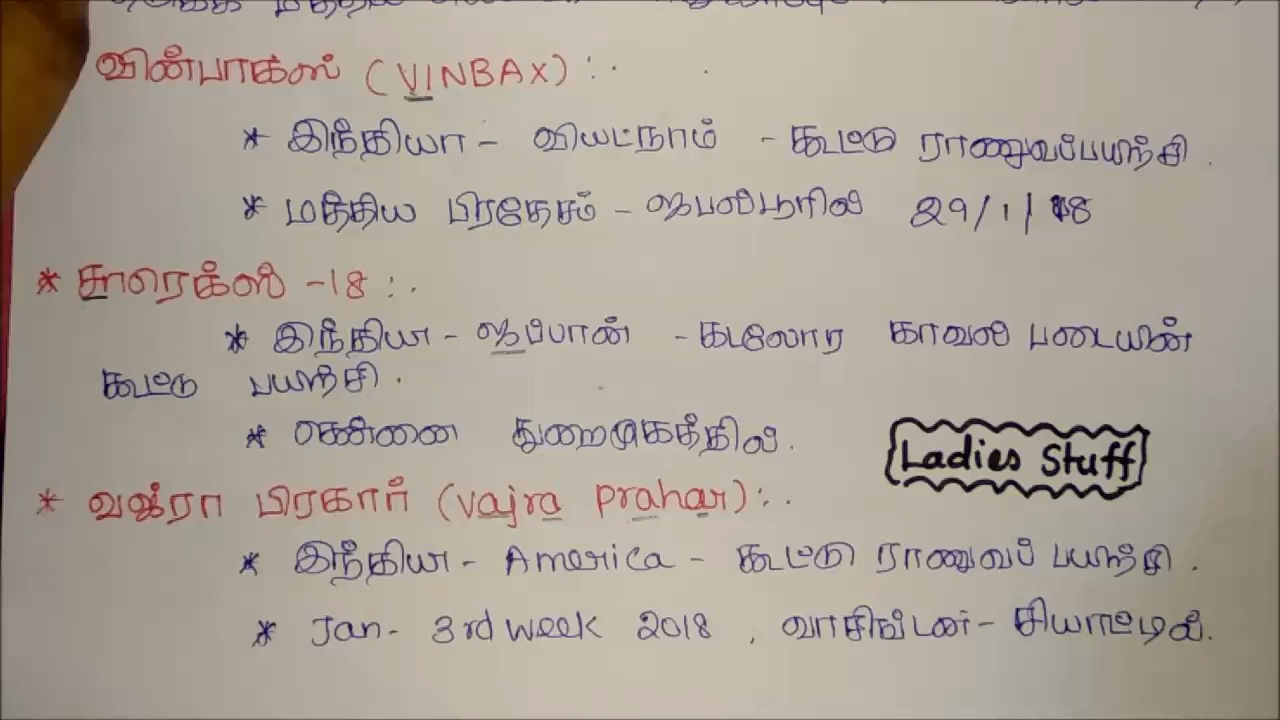 வின்பாக்ஸ் (VINBAX) :-
* இந்தியா - வியட்நாம் - கூட்டு ராணுவப்பயிற்சி.
* மத்திய பிரதேசம் - ஜபல்பூரில் 29/1/18
* சாரெக்ஸ் -18 :-
* இந்திய - ஜப்பான் - கடலோர காவல் படையின்
கூட்டு பயிற்சி.
* சென்னை துறைமுகத்தில்.
Ladies Stuff
* வஜ்ரா பிரகார் (Vajra Prahar) :-
* இந்திய - America - கூட்டு ராணுவப் பயிற்சி.
* Jan - 3rd week 2018, வாசிங்டன் - சியாட்டில்.